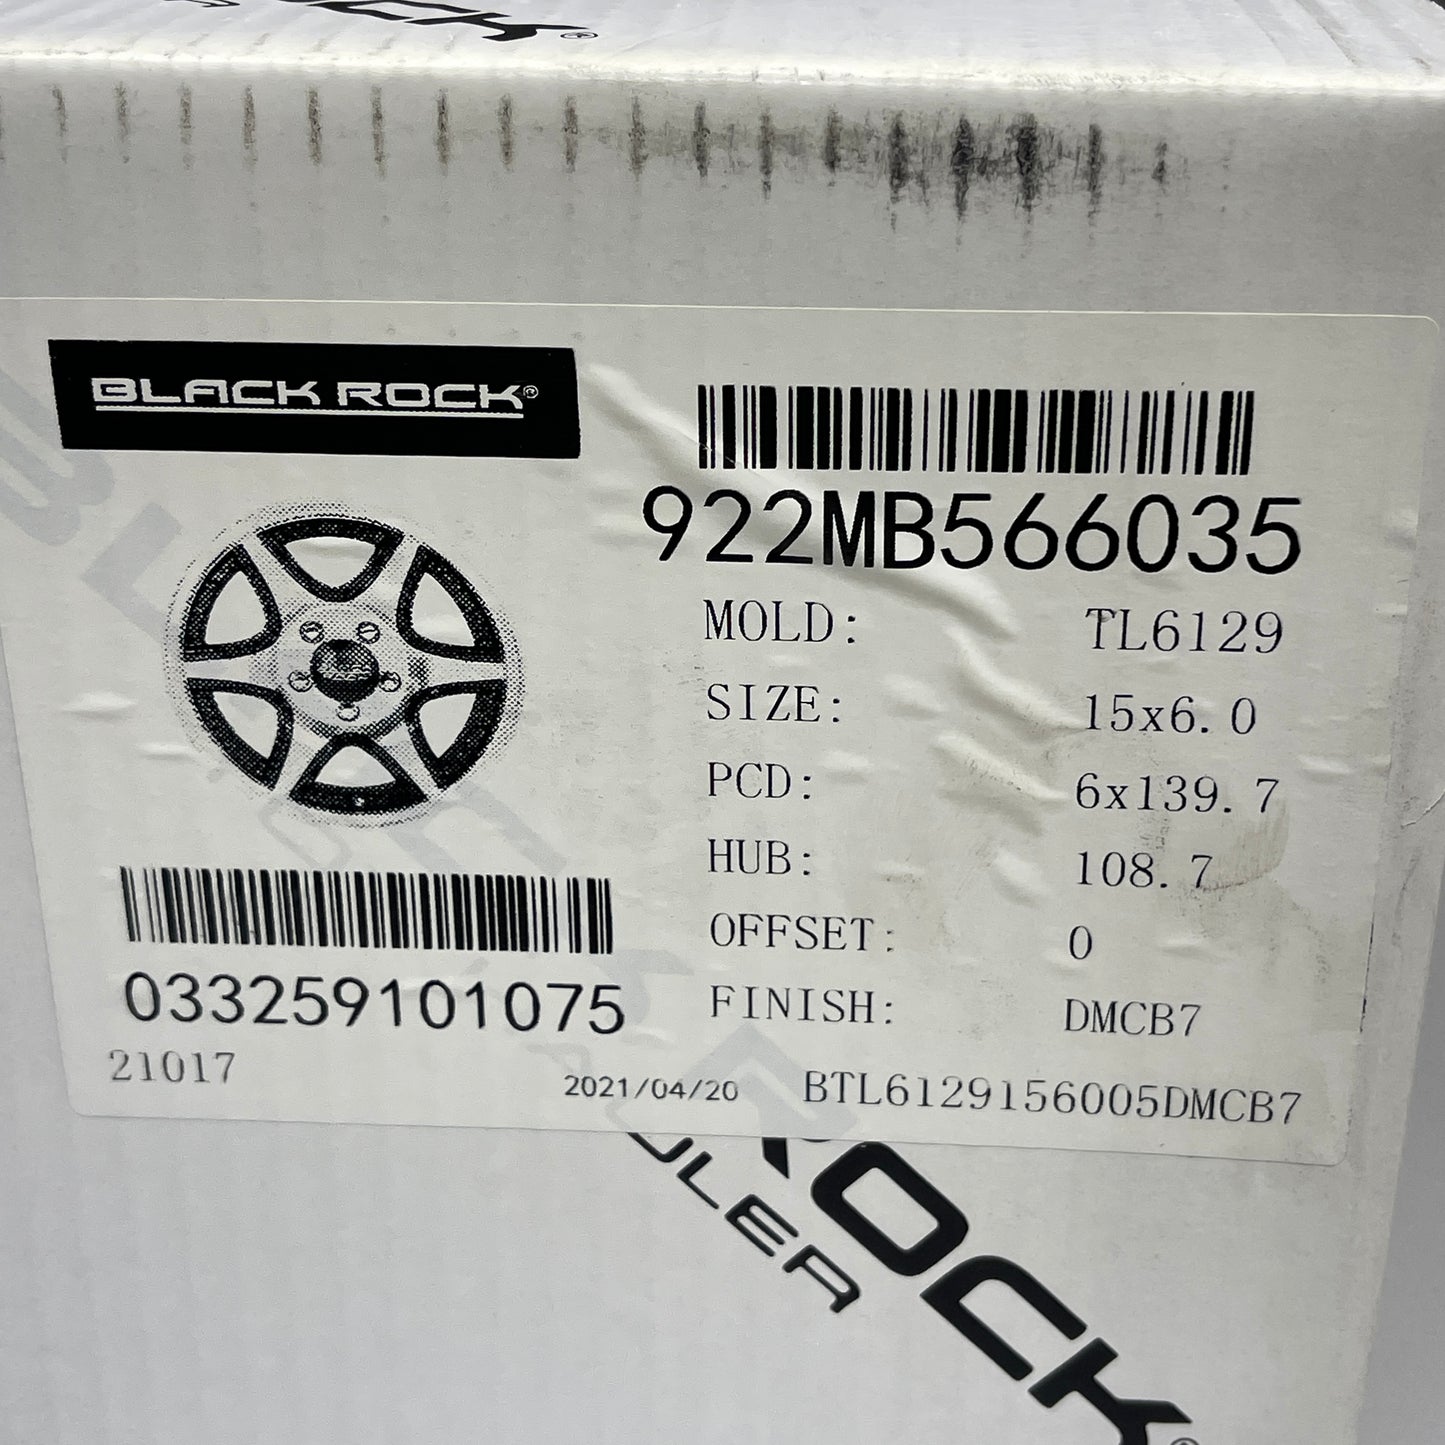 BLACK ROCK®
922MB566035
MOLD: TL6129
SIZE: 15x6.0
PCD: 6x139.7
HUB: 108.7
OFFSET: 0
FINISH: DMCB7
033259101075
21017
2021/04/20
BTL6129156005DMCB7